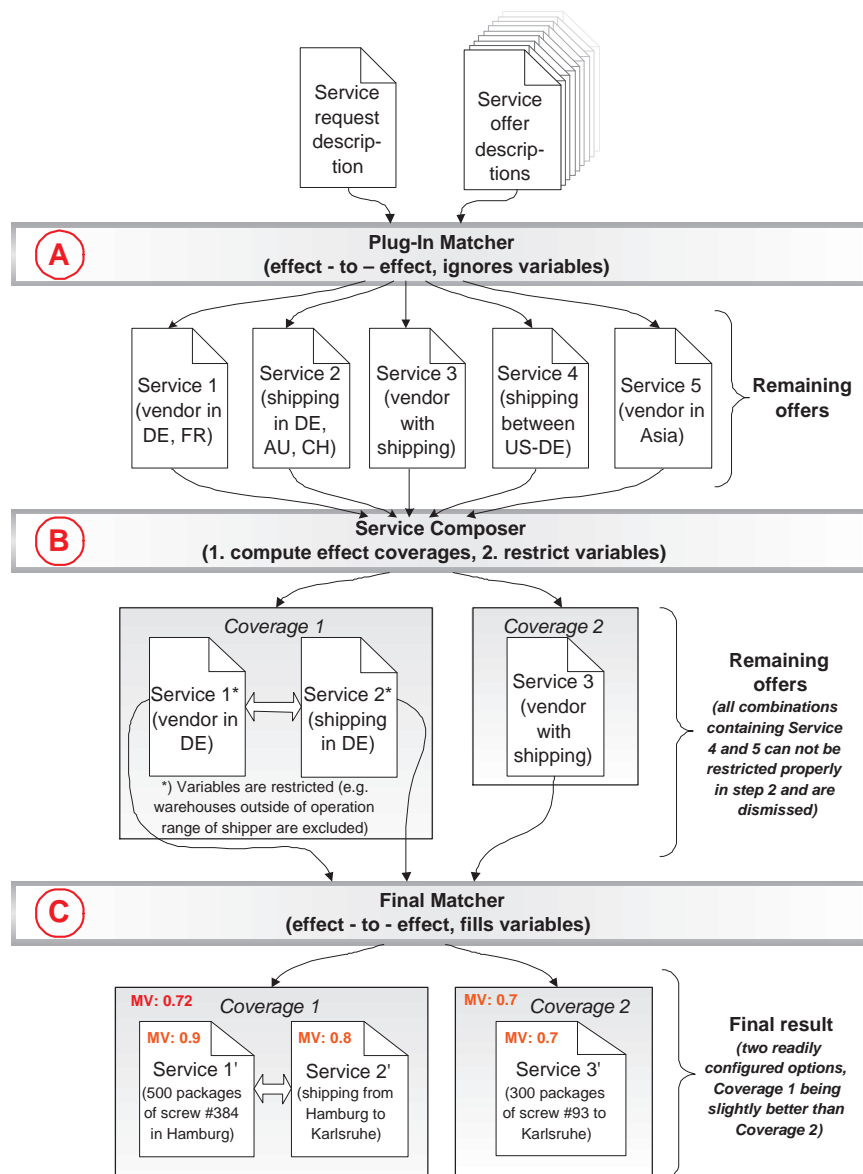 Service
request
descrip-
tion
Service
offer
descrip-
tions
A
Plug-In Matcher
(effect - to – effect, ignores variables)
Service 1
(vendor in
DE, FR)
Service 2
(shipping
in DE,
AU, CH)
Service 3
(vendor
with
shipping)
Service 4
(shipping
between
US-DE)
Service 5
(vendor in
Asia)
Remaining
offers
B
Service Composer
(1. compute effect coverages, 2. restrict variables)
Coverage 1
Service 1*
(vendor in
DE)
Service 2*
(shipping
in DE)
*) Variables are restricted (e.g.
warehouses outside of operation
range of shipper are excluded)
Coverage 2
Service 3
(vendor
with
shipping)
Remaining
offers
(all combinations
containing Service
4 and 5 can not be
restricted properly
in step 2 and are
dismissed)
C
Final Matcher
(effect - to - effect, fills variables)
MV: 0.72
Coverage 1
MV: 0.9
Service 1'
(500 packages
of screw #384
in Hamburg)
MV: 0.8
Service 2'
(shipping from
Hamburg to
Karlsruhe)
MV: 0.7
Coverage 2
MV: 0.7
Service 3'
(300 packages
of screw #93 to
Karlsruhe)
Final result
(two readily
configured options,
Coverage 1 being
slightly better than
Coverage 2)